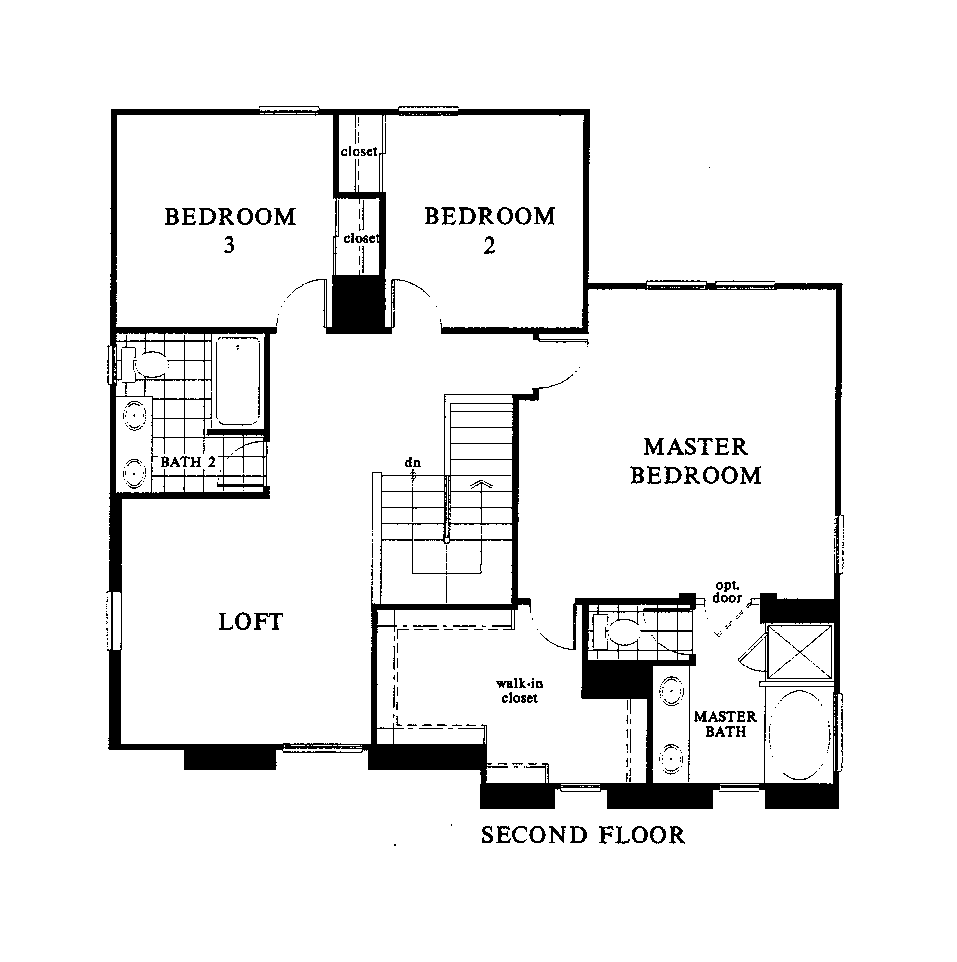 closet
BEDROOM
3
BEDROOM
2
closet
MASTER
BEDROOM
BATH 2
dn
opt.
door
LOFT
walk-in
closet
MASTER
BATH
SECOND FLOOR